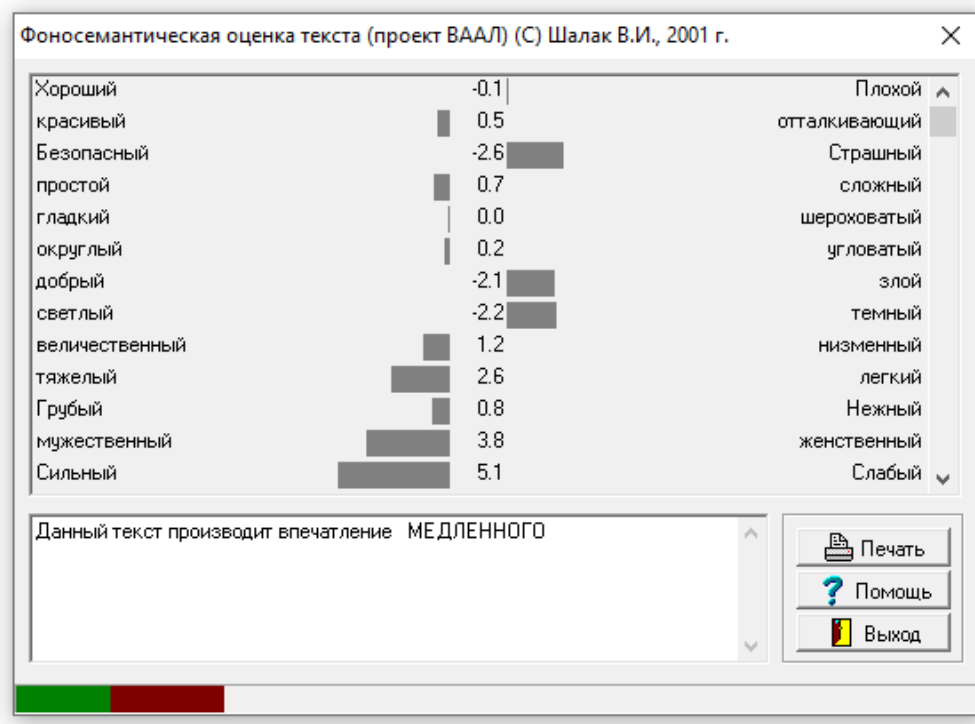 Фоносемантическая оценка текста (проект ВААЛ) (C) Шалак В.И., 2001 г.
Хороший -0.1 Плохой
красивый 0.5 отталкивающий
Безопасный -2.6 Страшный
простой 0.7 сложный
гладкий 0.0 шероховатый
округлый 0.2 угловатый
добрый -2.1 злой
светлый -2.2 темный
величественный 1.2 низменный
тяжелый 2.6 легкий
Грубый 0.8 Нежный
мужественный 3.8 женственный
Сильный 5.1 Слабый
Данный текст производит впечатление МЕДЛЕННОГО
Печать
Помощь
Выход